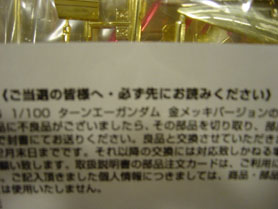 〈ご当選の皆様へ・必ず先にお読みください〉
1/100 ターンエーガンダム 金メッキバージョンの
品に不良品がございましたら、その部品を切り取り、
ご封書にてお送りください。良品と交換させていただき
月末日までです。それ以降の交換には対応致しかねる
願い致します。取扱説明書の部品注文カードは、ご利用
、ご記入頂きました個人情報につきましては、商品・部品
は使用いたしません。